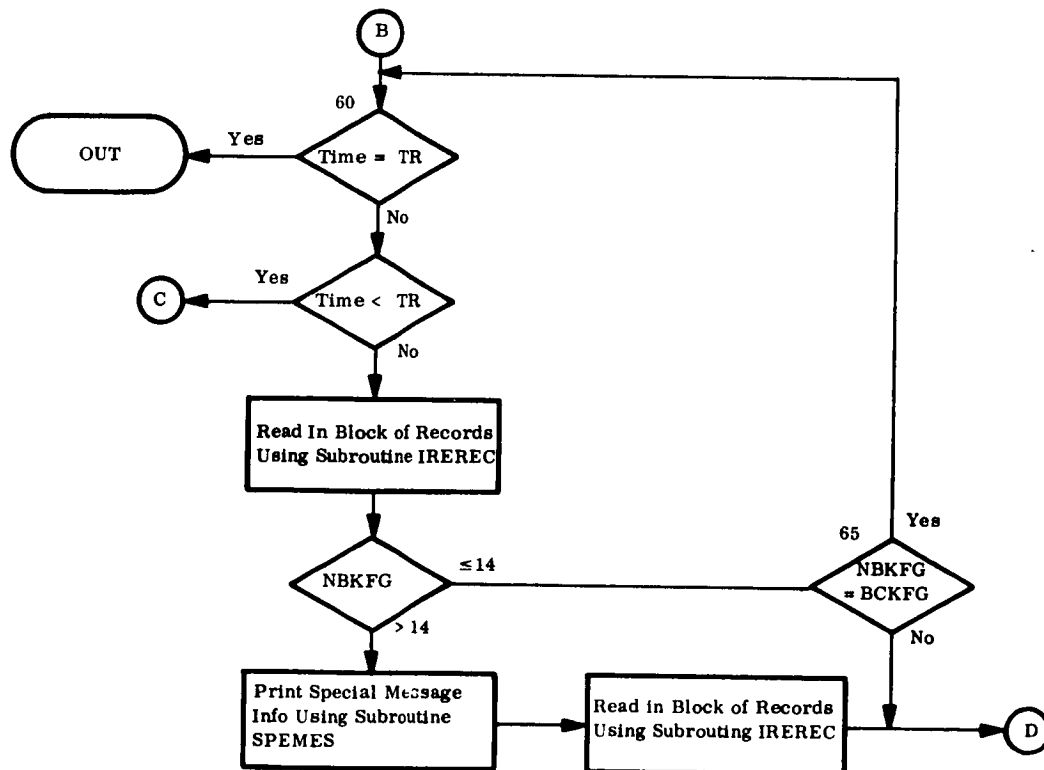 B
60
Yes
OUT
Time = TR
No
Yes
C
Time < TR
No
Read In Block of Records
Using Subroutine IREREC
NBKFG
≤14
> 14
65
Yes
NBKFG
= BCKFG
No
Print Special Message
Info Using Subroutine
SPEMES
Read in Block of Records
Using Subrouting IREREC
D